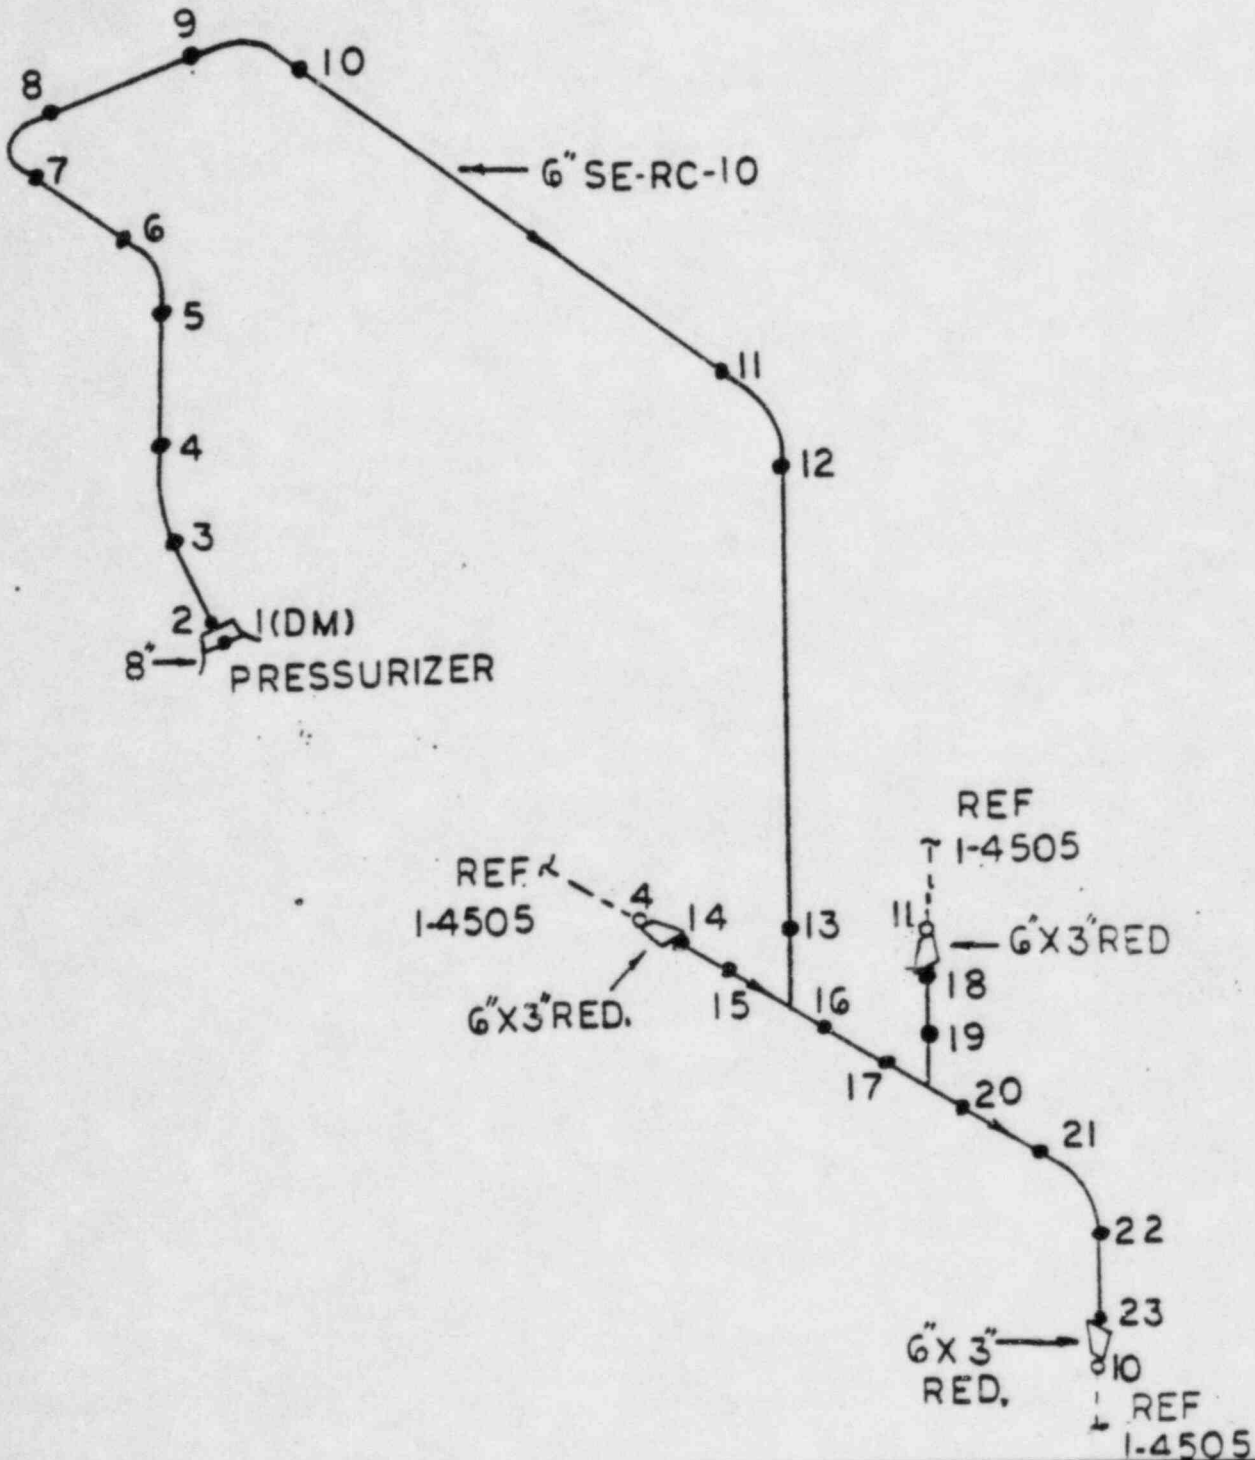 9
10
8
7
6" SE-RC-10
6
5
11
4
12
3
2
1(DM)
8"
PRESSURIZER
REF
1-4505
REF.
1-4505
4
14
13
11
6"X3"RED
18
15
16
6"X3"RED.
19
17
20
21
22
23
6"X3"
RED.
10
REF
1-4505